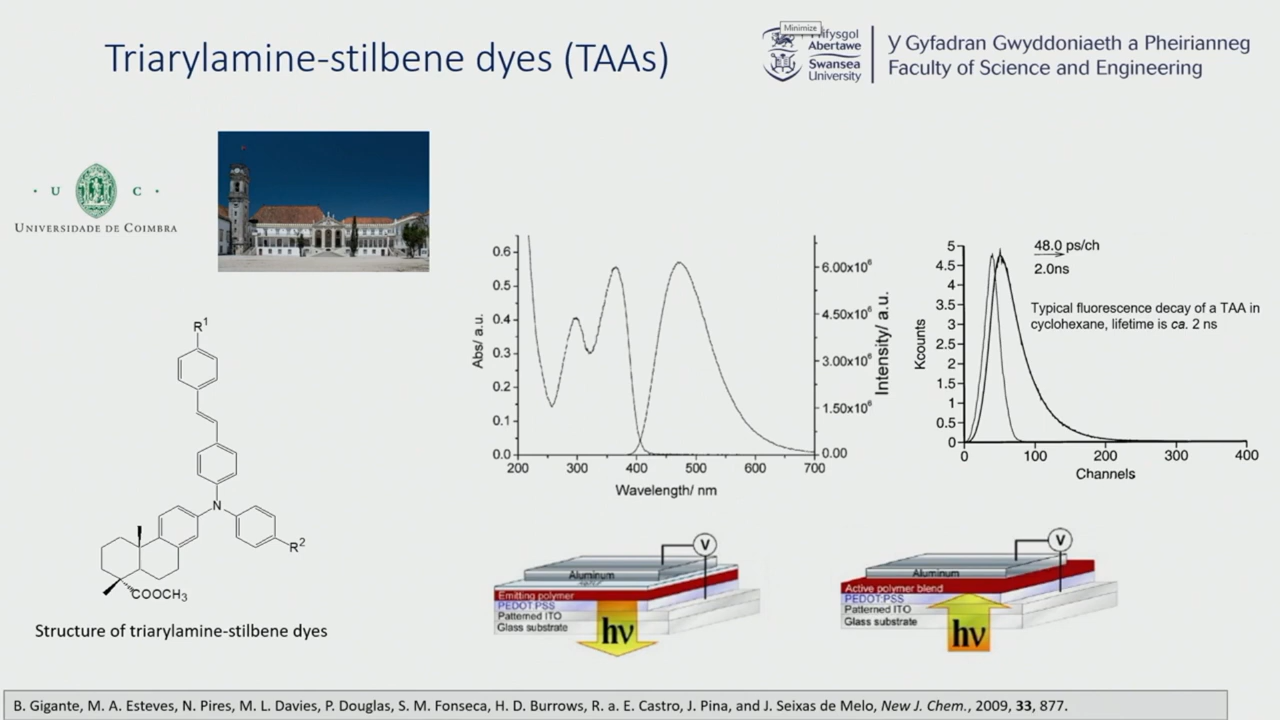 Triarylamine-stilbene dyes (TAAs)
Minimize
Abertawe
Swansea
University
Y Gyfadran Gwyddoniaeth a Pheirianneg
Faculty of Science and Engineering
U C
UNIVERSIDADE DE COIMBRA
R1
N
R2
COOCH3
Structure of triarylamine-stilbene dyes
Abs/ a.u.
0.6
0.5
0.4
0.3
0.2
0.1
0.0
200 300 400 500 600 700
Wavelength/ nm
6.00x10⁶
4.50x10⁶
3.00x10⁶
1.50x10⁶
0.00
Intensity/ a.u.
Kcounts
5
4.5
4
3.5
3
2.5
2
1.5
1
0.5
0
0 100 200 300 400
Channels
48.0 ps/ch
2.0ns
Typical fluorescence decay of a TAA in
cyclohexane, lifetime is ca. 2 ns
V
Aluminum
Emitting polymer
PEDOT:PSS
Patterned ITO
Glass substrate
hν
V
Aluminum
Active polymer blend
PEDOT:PSS
Patterned ITO
Glass substrate
hν
B. Gigante, M. A. Esteves, N. Pires, M. L. Davies, P. Douglas, S. M. Fonseca, H. D. Burrows, R. a. E. Castro, J. Pina, and J. Seixas de Melo, New J. Chem., 2009, 33, 877.